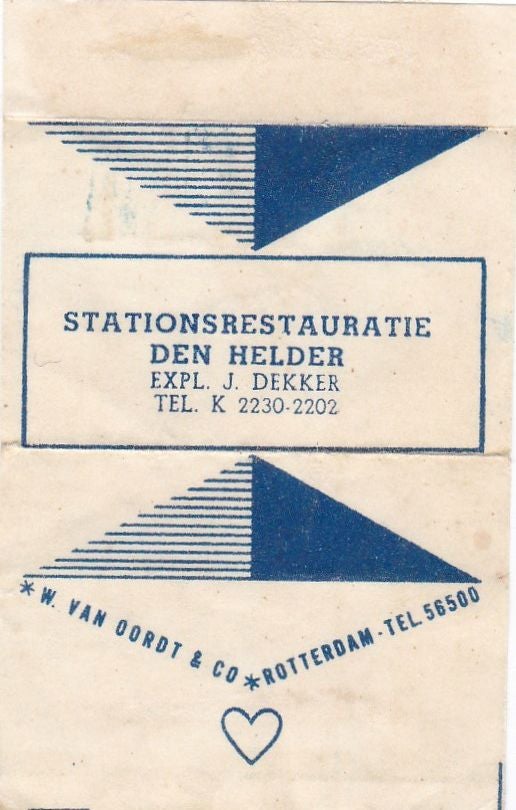 STATIONSRESTAURATIE
DEN HELDER
EXPL. J. DEKKER
TEL. K 2230-2202
* W. VAN OORDT & CO * ROTTERDAM - TEL. 56500